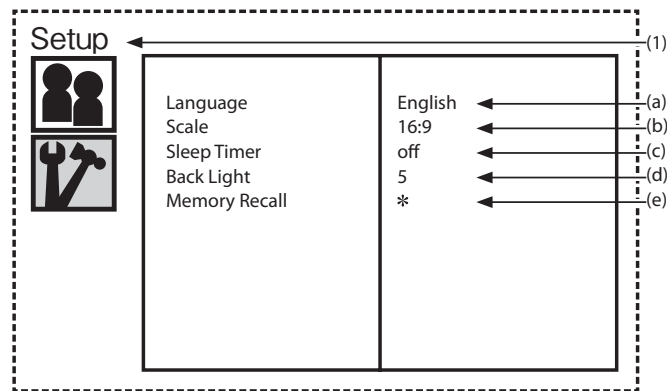 Setup (1)
Language English (a)
Scale 16:9 (b)
Sleep Timer off (c)
Back Light 5 (d)
Memory Recall * (e)